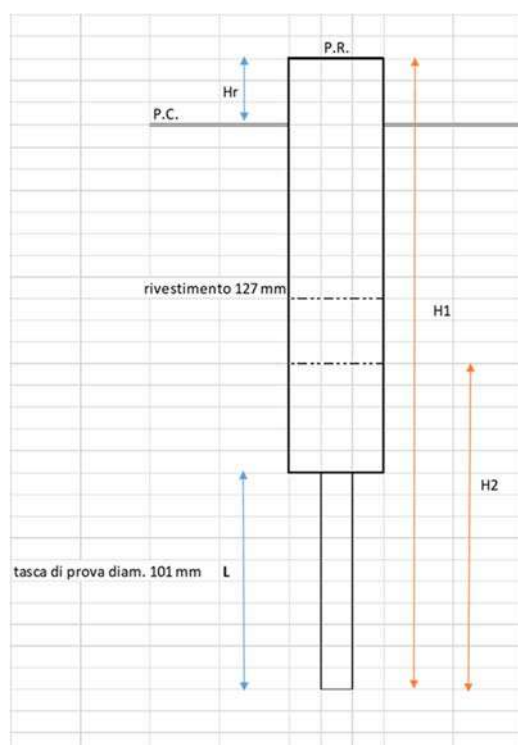 P.R.
Hr
P.C.
rivestimento 127 mm
H1
H2
tasca di prova diam. 101 mm L